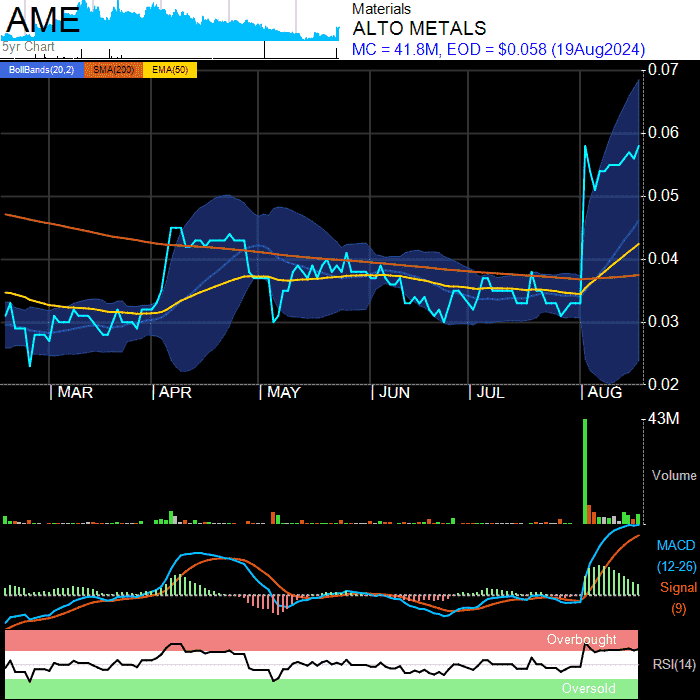 AME
5yr Chart
Materials
ALTO METALS
MC = 41.8M, EOD = $0.058 (19Aug2024)
BollBands(20,2) SMA(200) EMA(50)
0.07
0.06
0.05
0.04
0.03
0.02
MAR APR MAY JUN JUL AUG
43M
Volume
MACD
(12-26)
Signal
(9)
Overbought
RSI(14)
Oversold